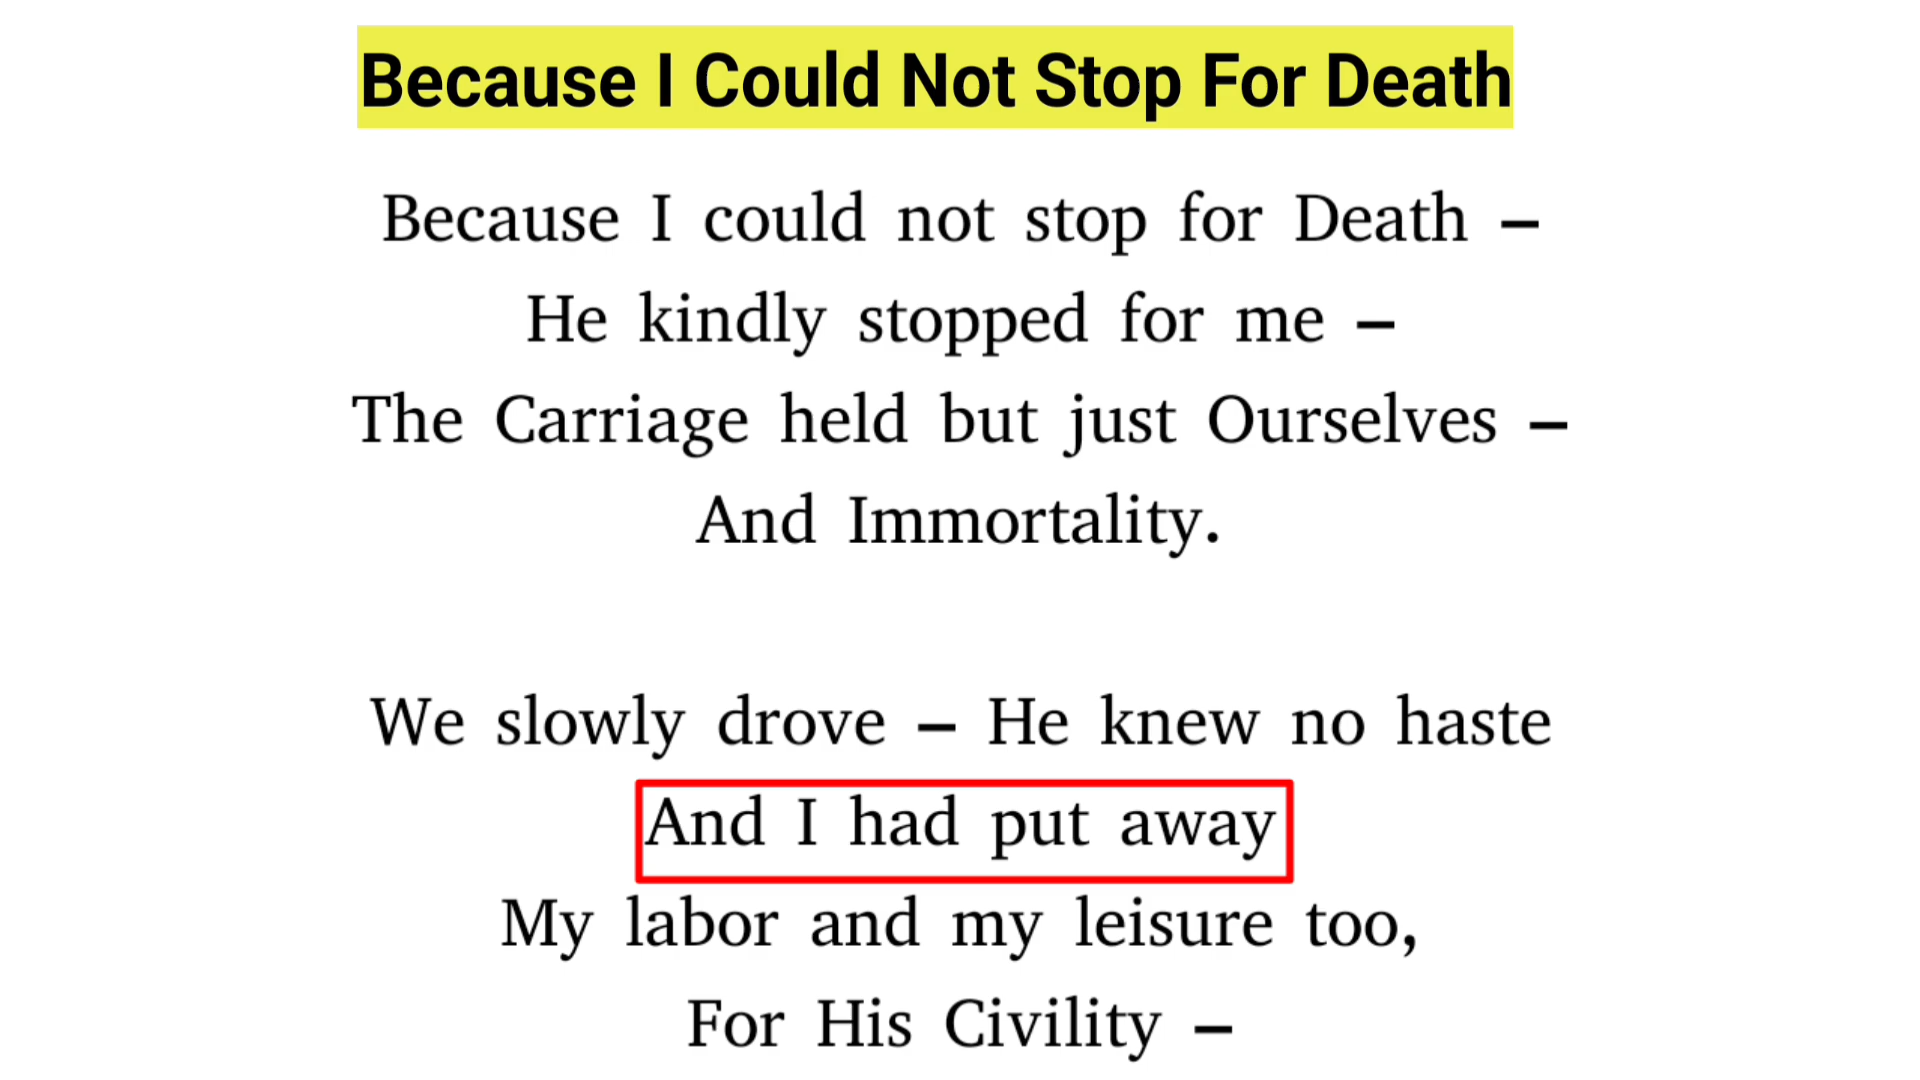 Because I Could Not Stop For Death
Because I could not stop for Death –
He kindly stopped for me –
The Carriage held but just Ourselves –
And Immortality.
We slowly drove – He knew no haste
And I had put away
My labor and my leisure too,
For His Civility –